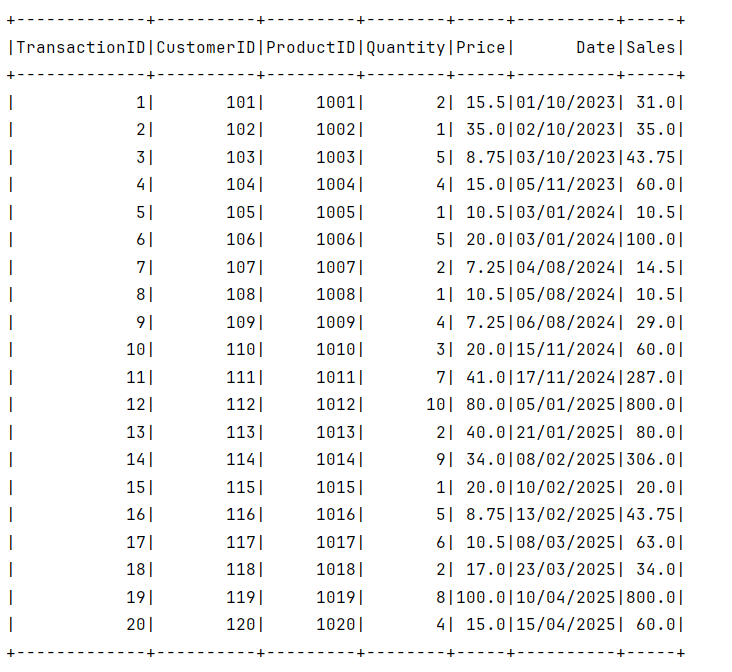 +-------------+----------+---------+--------+-----+----------+-----+
|TransactionID|CustomerID|ProductID|Quantity|Price|      Date|Sales|
+-------------+----------+---------+--------+-----+----------+-----+
|            1|       101|     1001|       2| 15.5|01/10/2023| 31.0|
|            2|       102|     1002|       1| 35.0|02/10/2023| 35.0|
|            3|       103|     1003|       5| 8.75|03/10/2023|43.75|
|            4|       104|     1004|       4| 15.0|05/11/2023| 60.0|
|            5|       105|     1005|       1| 10.5|03/01/2024| 10.5|
|            6|       106|     1006|       5| 20.0|03/01/2024|100.0|
|            7|       107|     1007|       2| 7.25|04/08/2024| 14.5|
|            8|       108|     1008|       1| 10.5|05/08/2024| 10.5|
|            9|       109|     1009|       4| 7.25|06/08/2024| 29.0|
|           10|       110|     1010|       3| 20.0|15/11/2024| 60.0|
|           11|       111|     1011|       7| 41.0|17/11/2024|287.0|
|           12|       112|     1012|      10| 80.0|05/01/2025|800.0|
|           13|       113|     1013|       2| 40.0|21/01/2025| 80.0|
|           14|       114|     1014|       9| 34.0|08/02/2025|306.0|
|           15|       115|     1015|       1| 20.0|10/02/2025| 20.0|
|           16|       116|     1016|       5| 8.75|13/02/2025|43.75|
|           17|       117|     1017|       6| 10.5|08/03/2025| 63.0|
|           18|       118|     1018|       2| 17.0|23/03/2025| 34.0|
|           19|       119|     1019|       8|100.0|10/04/2025|800.0|
|           20|       120|     1020|       4| 15.0|15/04/2025| 60.0|
+-------------+----------+---------+--------+-----+----------+-----+